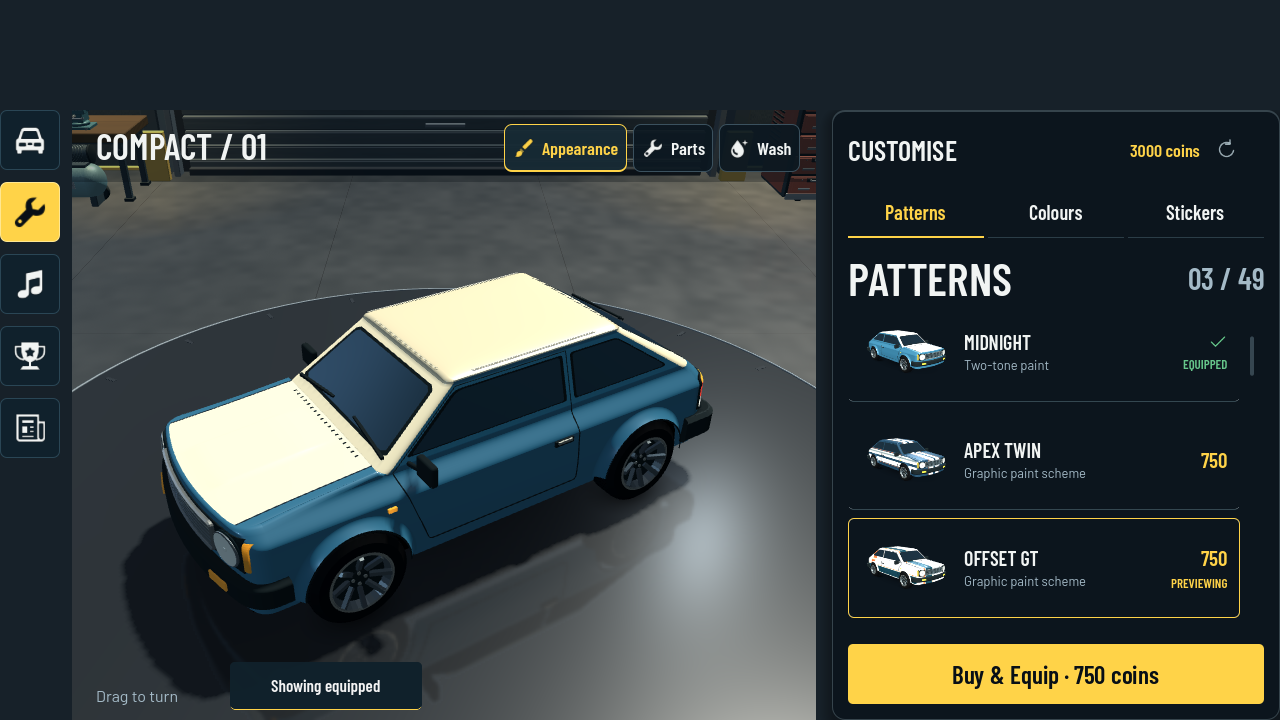 COMPACT / 01
Appearance
Parts
Wash
Drag to turn
Showing equipped
CUSTOMISE
3000 coins
Patterns
Colours
Stickers
PATTERNS
03 / 49
MIDNIGHT
Two-tone paint
EQUIPPED
APEX TWIN
Graphic paint scheme
750
OFFSET GT
Graphic paint scheme
750
PREVIEWING
Buy & Equip · 750 coins